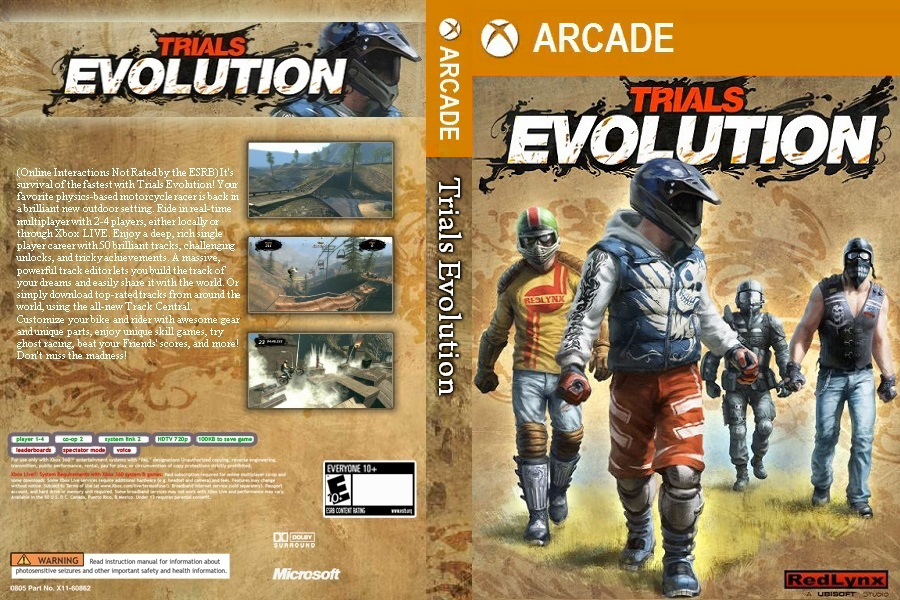 TRIALS
EVOLUTION
(Online Interactions Not Rated by the ESRB) It's
survival of the fastest with Trials Evolution! Your
favorite physics-based motorcycle racer is back in
a brilliant new outdoor setting. Ride in real-time
multiplayer with 2-4 players, either locally or
through Xbox LIVE. Enjoy a deep, rich single
player career with 50 brilliant tracks, challenging
unlocks, and tricky achievements. A massive,
powerful track editor lets you build the track of
your dreams and easily share it with the world. Or
simply download top-rated tracks from around the
world, using the all-new Track Central.
Customize your bike and rider with awesome gear
and unique parts, enjoy unique skill games, try
ghost racing, beat your Friends' scores, and more!
Don't miss the madness!
player 1-4 co-op 2 system link 2 HDTV 720p 100KB to save game
leaderboards spectator mode voice
EVERYONE 10+
E
10+
ESRB CONTENT RATING www.esrb.org
DOLBY
SURROUND
WARNING Read instruction manual for information about
photosensitive seizures and other important safety and health information.
Microsoft
0805 Part No. X11-60862
ARCADE
Trials Evolution
ARCADE
TRIALS
EVOLUTION
REDLYNX
RedLynx
A UBISOFT STUDIO